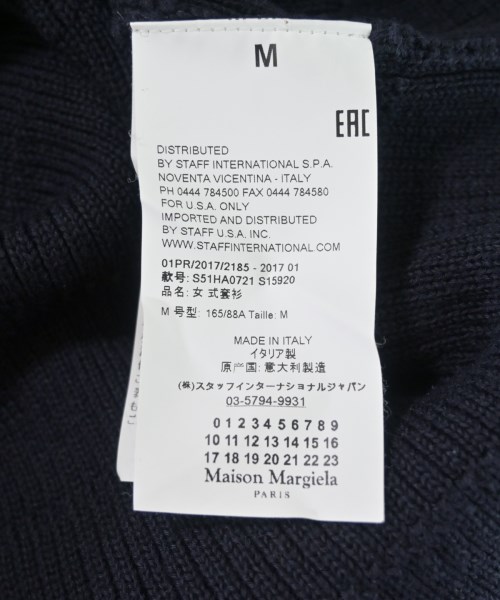 M
EAC
DISTRIBUTED
BY STAFF INTERNATIONAL S.P.A.
NOVENTA VICENTINA - ITALY
PH 0444 784500 FAX 0444 784580
FOR U.S.A. ONLY
IMPORTED AND DISTRIBUTED
BY STAFF U.S.A. INC.
WWW.STAFFINTERNATIONAL.COM
01PR/2017/2185 - 2017 01
款号: S51HA0721 S15920
品名: 女 式套衫
M 号型: 165/88A Taille: M
MADE IN ITALY
イタリア製
原产国: 意大利製造
(株)スタッフインターナショナルジャパン
03-5794-9931
0 1 2 3 4 5 6 7 8 9
10 11 12 13 14 15 16
17 18 19 20 21 22 23
Maison Margiela
PARIS